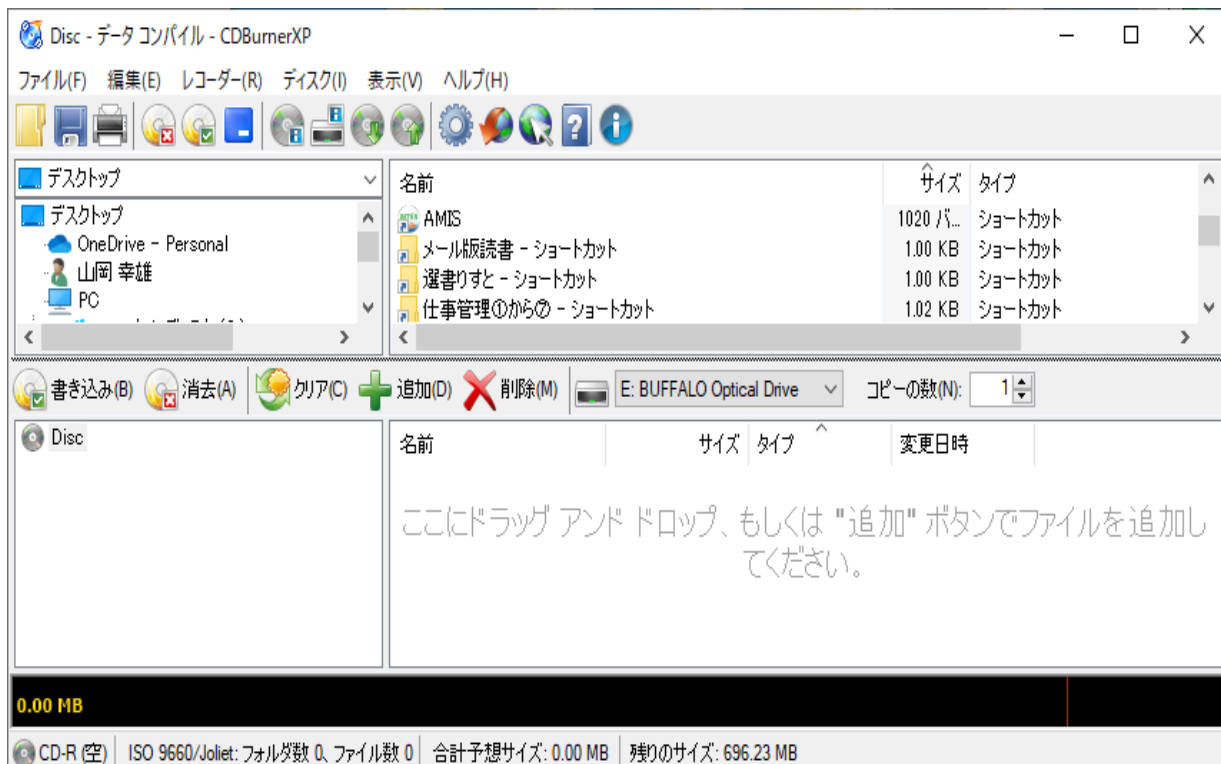 Disc - データ コンパイル - CDBurnerXP
ファイル(F) 編集(E) レコーダー(R) ディスク(I) 表示(V) ヘルプ(H)
デスクトップ
デスクトップ
OneDrive - Personal
山岡 幸雄
PC
名前 サイズ タイプ
AMIS 1020 バ... ショートカット
メール版読書 - ショートカット 1.00 KB ショートカット
選書りすと - ショートカット 1.00 KB ショートカット
仕事管理①から⑦ - ショートカット 1.02 KB ショートカット
書き込み(B) 消去(A) クリア(C) 追加(D) 削除(M) E: BUFFALO Optical Drive コピーの数(N): 1
Disc
名前 サイズ タイプ 変更日時
ここにドラッグ アンド ドロップ、もしくは "追加" ボタンでファイルを追加し
てください。
0.00 MB
CD-R (空) ISO 9660/Joliet: フォルダ数 0、ファイル数 0 合計予想サイズ: 0.00 MB 残りのサイズ: 696.23 MB